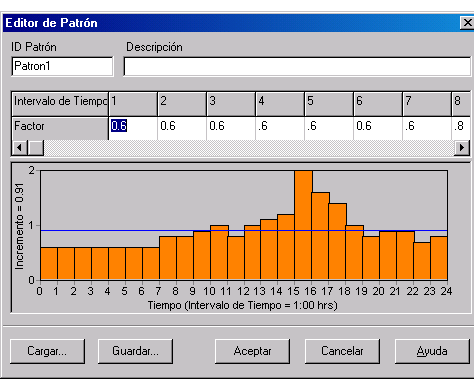 Editor de Patrón
ID Patrón Descripción
Patron1
Intervalo de Tiempo 1 2 3 4 5 6 7 8
Factor 0.6 0.6 0.6 .6 .6 0.6 .6 .8
2
1
0
Incremento = 0.91
0 1 2 3 4 5 6 7 8 9 10 11 12 13 14 15 16 17 18 19 20 21 22 23 24
Tiempo (Intervalo de Tiempo = 1:00 hrs)
Cargar... Guardar... Aceptar Cancelar Ayuda